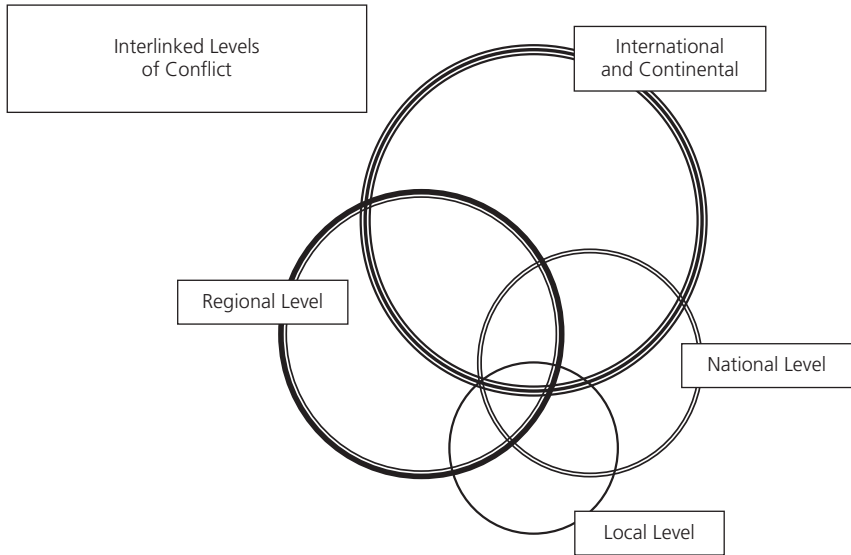 Interlinked Levels
of Conflict
International
and Continental
Regional Level
National Level
Local Level